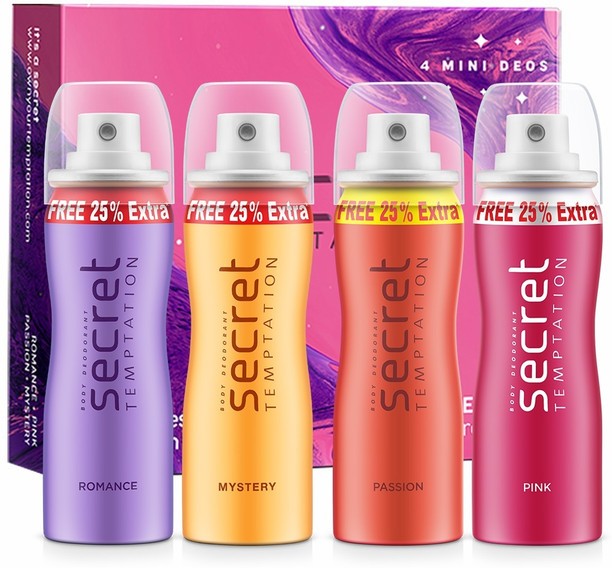 It's a secret
www.ownyourtemptation.com
4 MINI DEOS
ROMANCE • PINK
PASSION • MYSTERY
FREE 25% Extra
BODY DEODORANT
secret
TEMPTATION
ROMANCE
FREE 25% Extra
BODY DEODORANT
secret
TEMPTATION
MYSTERY
FREE 25% Extra
BODY DEODORANT
secret
TEMPTATION
PASSION
FREE 25% Extra
BODY DEODORANT
secret
TEMPTATION
PINK